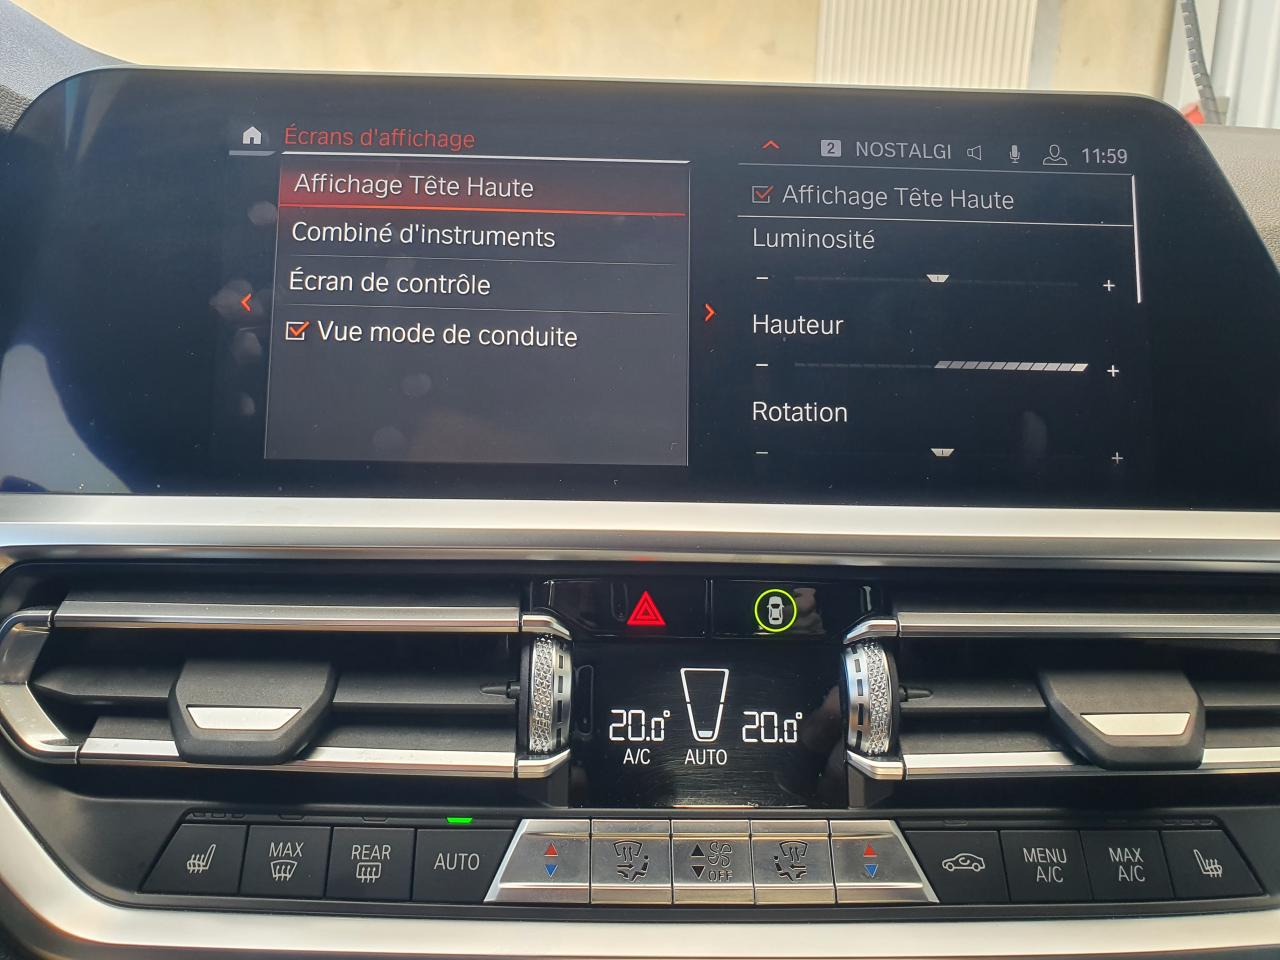 Écrans d'affichage
2 NOSTALGI 11:59
Affichage Tête Haute
Combiné d'instruments
Écran de contrôle
Vue mode de conduite
Affichage Tête Haute
Luminosité
- +
Hauteur
- +
Rotation
- +
20.0° 20.0°
A/C AUTO
MAX
REAR
AUTO
OFF
MENU
A/C
MAX
A/C